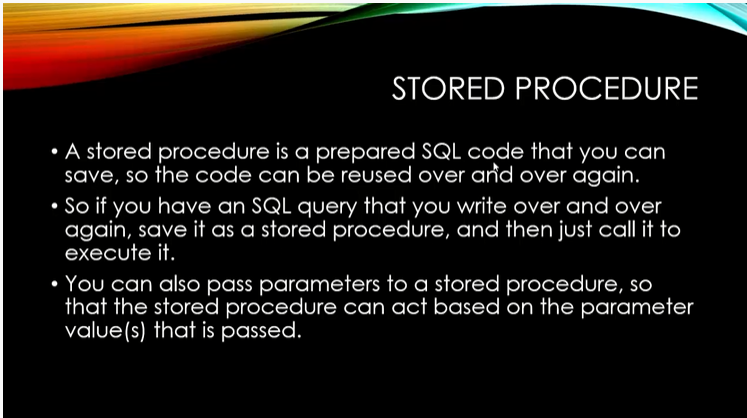 STORED PROCEDURE
• A stored procedure is a prepared SQL code that you can
save, so the code can be reused over and over again.
• So if you have an SQL query that you write over and over
again, save it as a stored procedure, and then just call it to
execute it.
• You can also pass parameters to a stored procedure, so
that the stored procedure can act based on the parameter
value(s) that is passed.